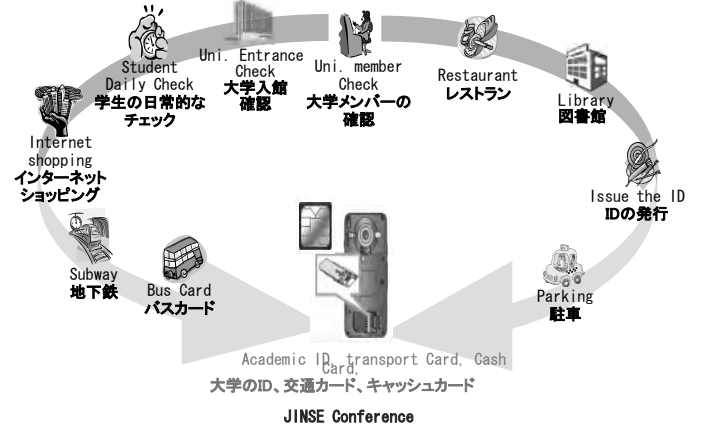 Student
Daily Check
学生の日常的な
チェック
Uni. Entrance
Check
大学入館
確認
Uni. member
Check
大学メンバーの
確認
Restaurant
レストラン
Library
図書館
Internet
shopping
インターネット
ショッピング
Issue the ID
IDの発行
Subway
地下鉄
Bus Card
バスカード
Parking
駐車
Academic ID, transport Card, Cash
Card,
大学のID、交通カード、キャッシュカード
JINSE Conference